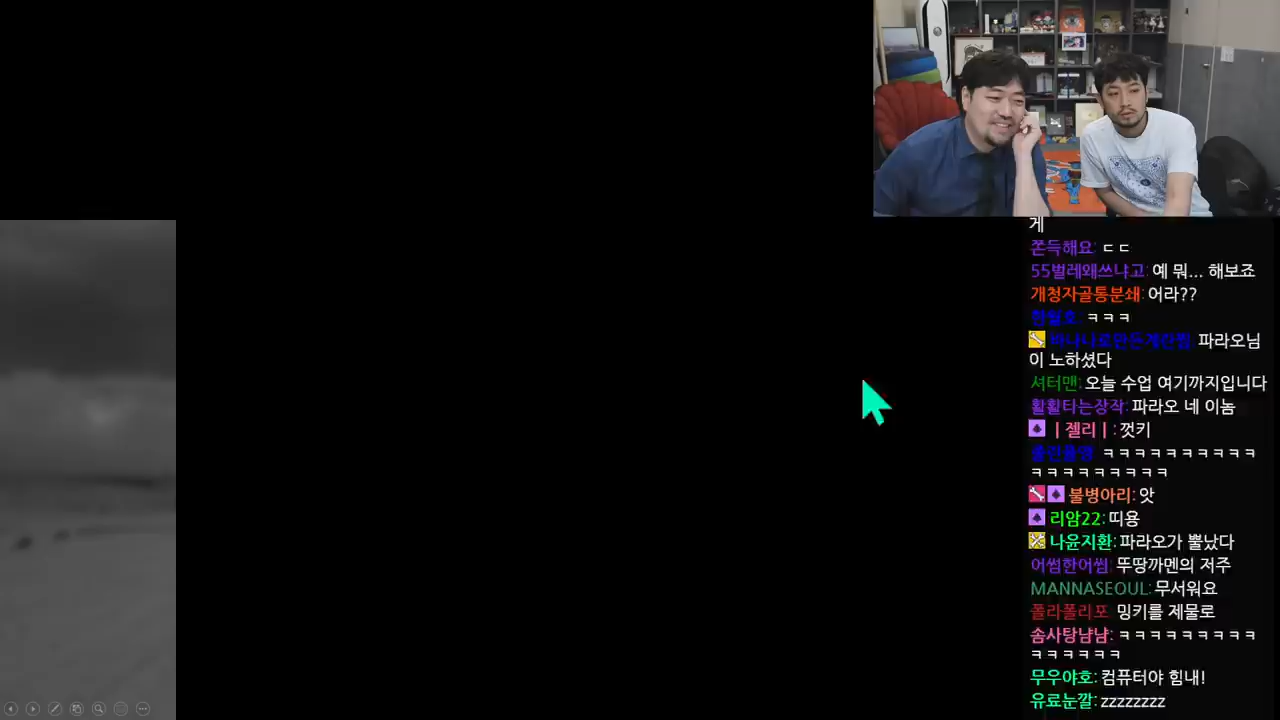 게
쫀득해요: ㄷㄷ
55벌레왜쓰냐고: 예 뭐... 해보죠
개청자골통분쇄: 어라??
환월호: ㅋㅋㅋ
바나나로만든계란찜: 파라오님
이 노하셨다
셔터맨: 오늘 수업 여기까지입니다
활활타는장작: 파라오 네 이놈
ㅣ젤리ㅣ: 껏키
ㅋㅋㅋㅋㅋㅋㅋㅋㅋㅋ
ㅋㅋㅋㅋㅋㅋㅋㅋㅋ
불병아리: 앗
리암22: 띠용
나윤지환: 파라오가 뿔났다
어썸한어썸: 뚜땅까멘의 저주
MANNASEOUL: 무서워요
폴라폴리포: 밍키를 제물로
솜사탕냠냠: ㅋㅋㅋㅋㅋㅋㅋㅋㅋ
ㅋㅋㅋㅋㅋㅋ
무우야호: 컴퓨터야 힘내!
유료눈깔: zzzzzzzz